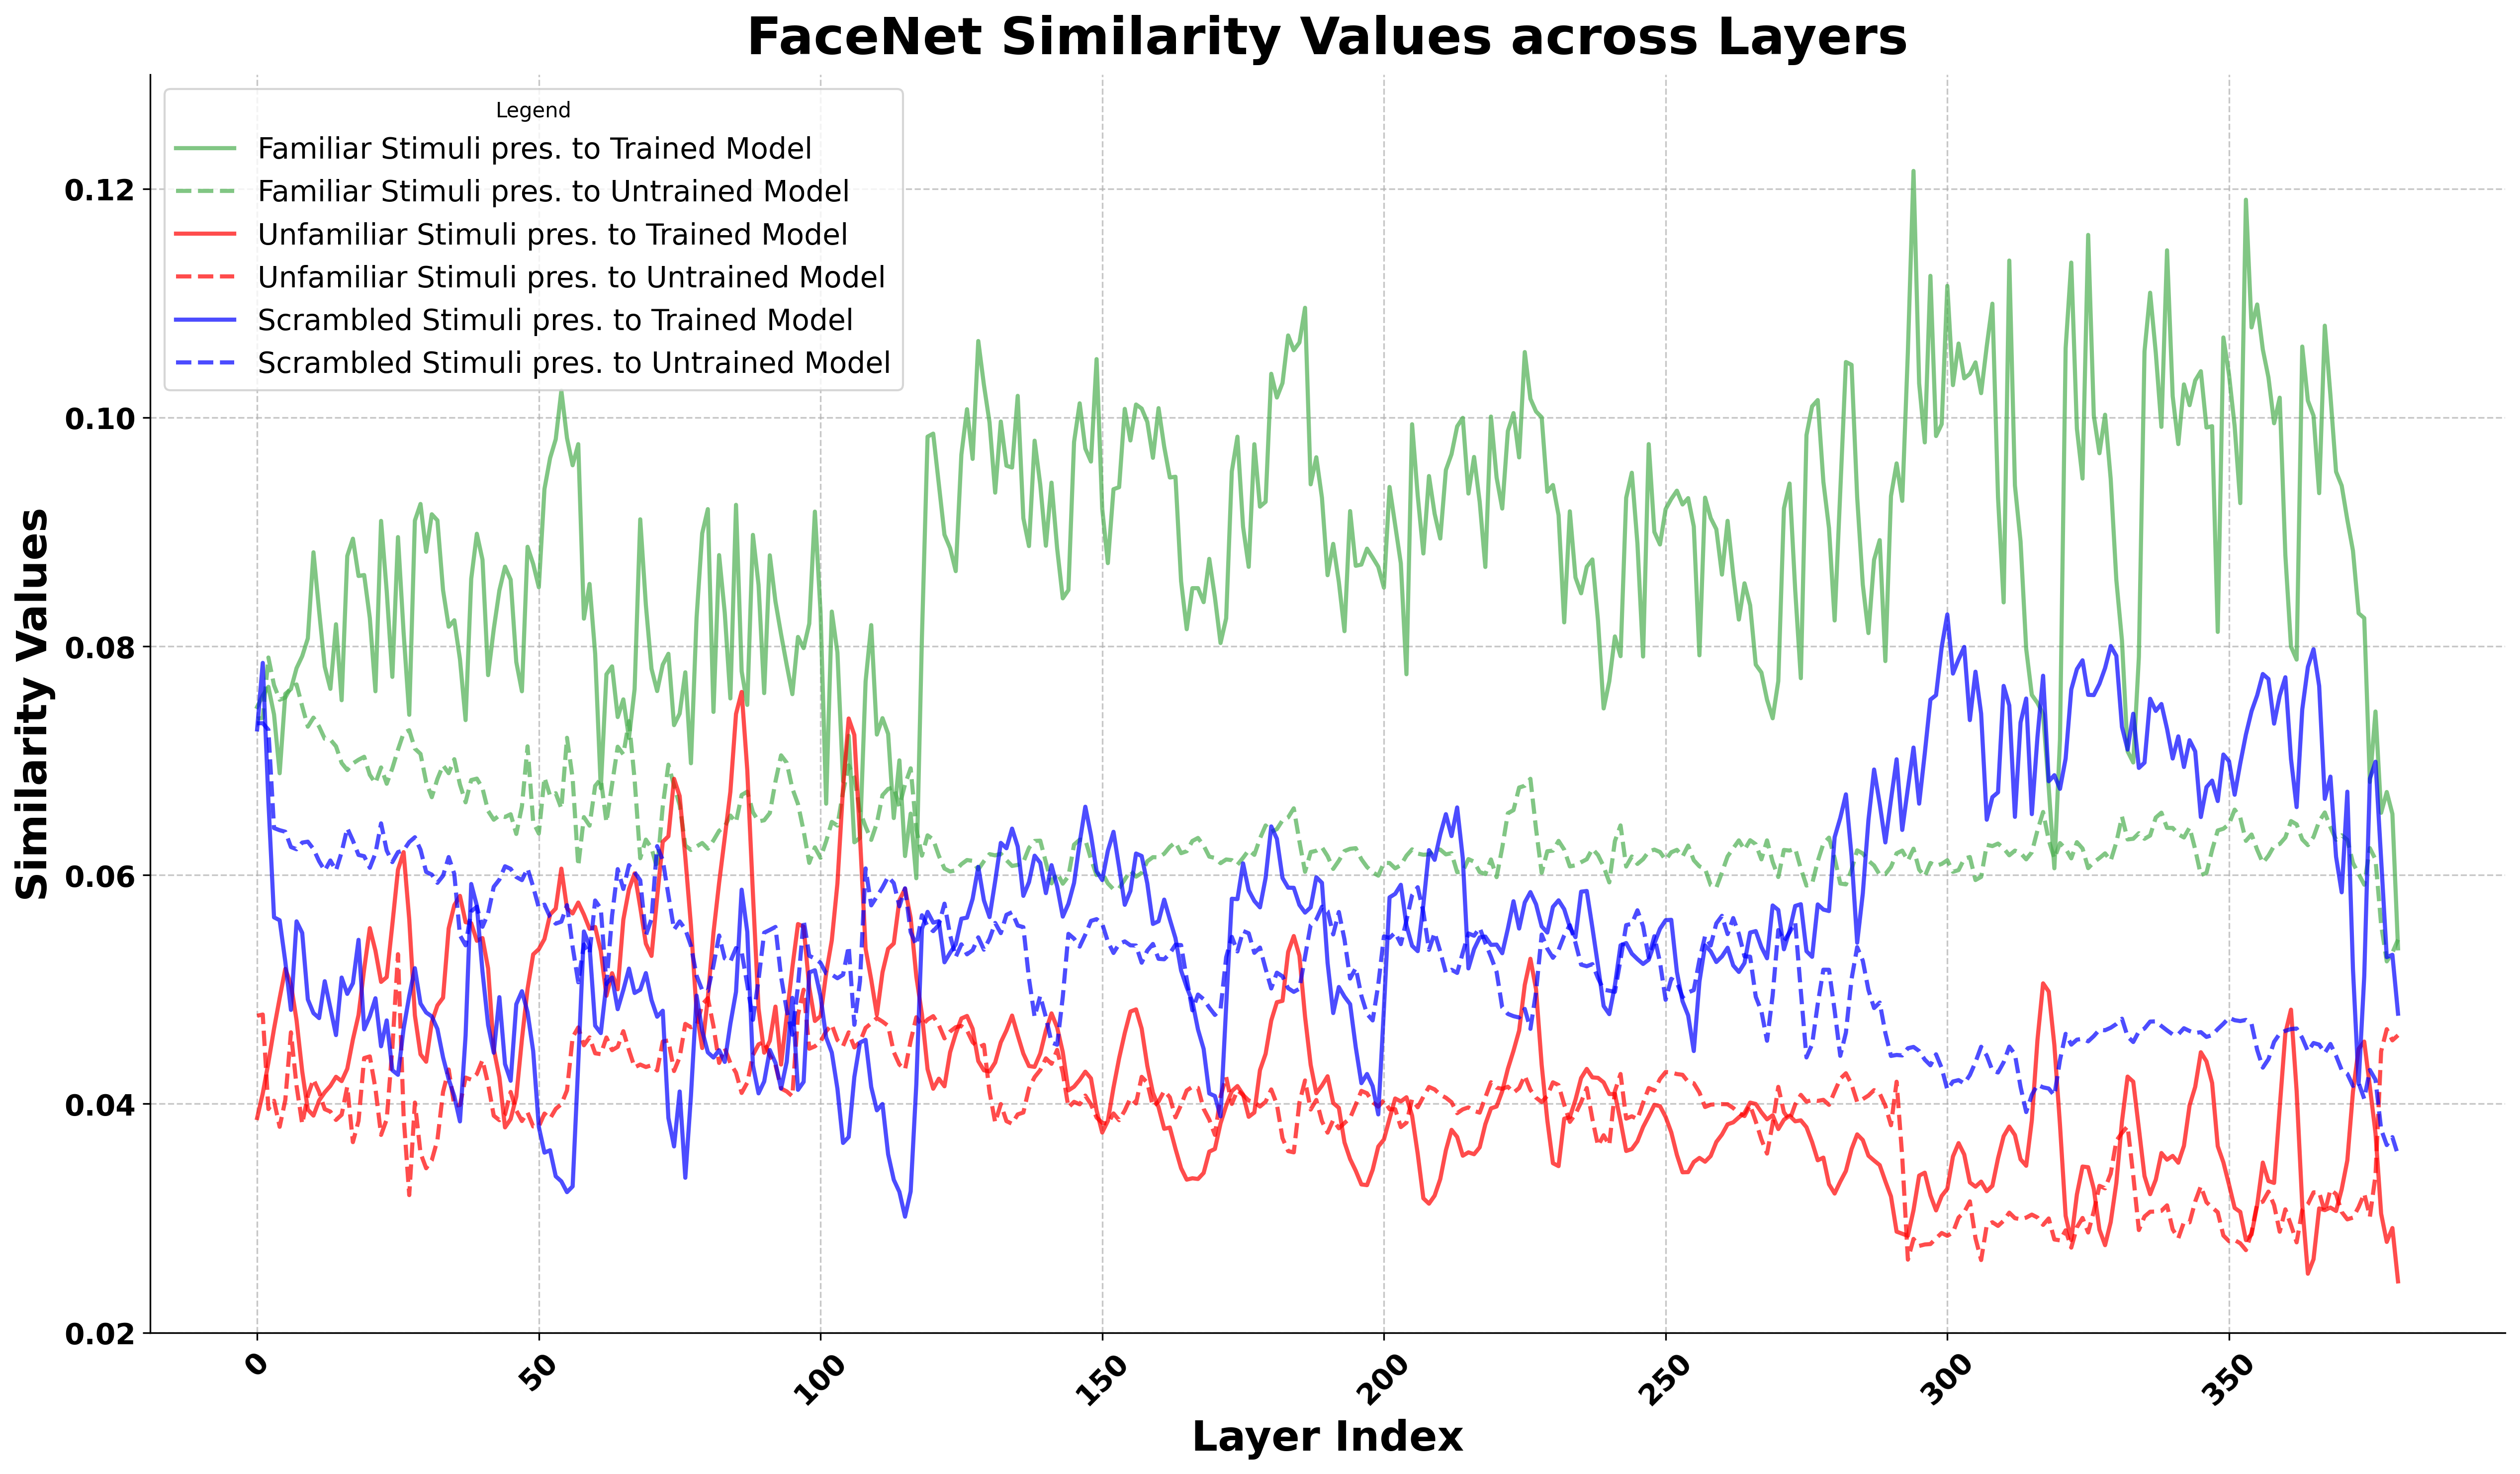 FaceNet Similarity Values across Layers
Legend
Familiar Stimuli pres. to Trained Model
Familiar Stimuli pres. to Untrained Model
Unfamiliar Stimuli pres. to Trained Model
Unfamiliar Stimuli pres. to Untrained Model
Scrambled Stimuli pres. to Trained Model
Scrambled Stimuli pres. to Untrained Model
Similarity Values
0.12
0.10
0.08
0.06
0.04
0.02
0 50 100 150 200 250 300 350
Layer Index